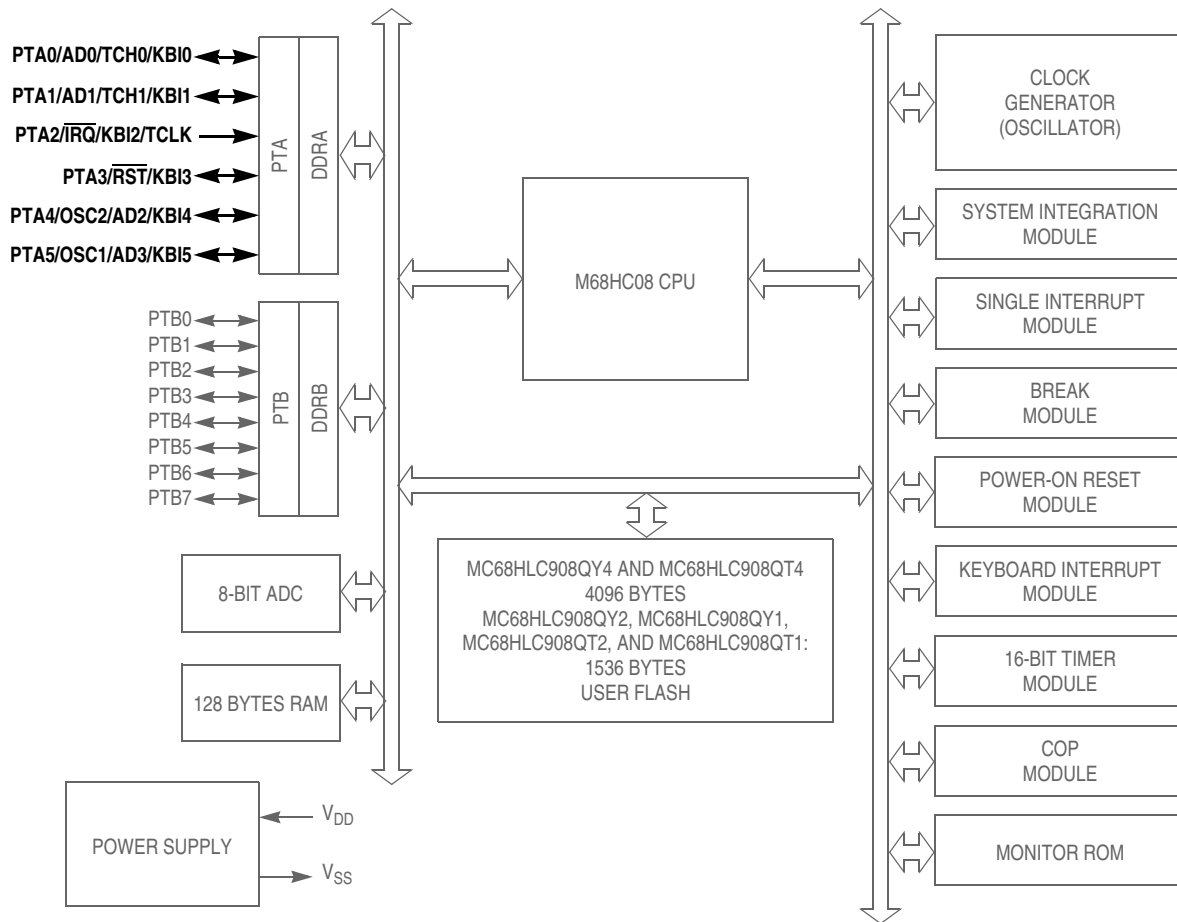 PTA0/AD0/TCH0/KBI0
PTA1/AD1/TCH1/KBI1
PTA2/I̅R̅Q̅/KBI2/TCLK
PTA3/R̅S̅T̅/KBI3
PTA4/OSC2/AD2/KBI4
PTA5/OSC1/AD3/KBI5
PTA
DDRA
PTB0
PTB1
PTB2
PTB3
PTB4
PTB5
PTB6
PTB7
PTB
DDRB
8-BIT ADC
128 BYTES RAM
POWER SUPPLY
V_DD
V_SS
M68HC08 CPU
MC68HLC908QY4 AND MC68HLC908QT4
4096 BYTES
MC68HLC908QY2, MC68HLC908QY1,
MC68HLC908QT2, AND MC68HLC908QT1:
1536 BYTES
USER FLASH
CLOCK
GENERATOR
(OSCILLATOR)
SYSTEM INTEGRATION
MODULE
SINGLE INTERRUPT
MODULE
BREAK
MODULE
POWER-ON RESET
MODULE
KEYBOARD INTERRUPT
MODULE
16-BIT TIMER
MODULE
COP
MODULE
MONITOR ROM